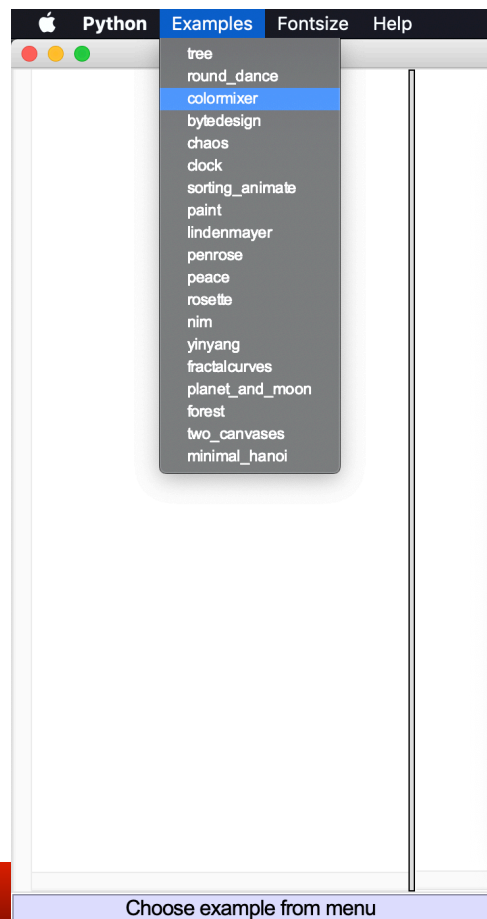 Python Examples Fontsize Help
tree
round_dance
colormixer
bytedesign
chaos
clock
sorting_animate
paint
lindenmayer
penrose
peace
rosette
nim
yinyang
fractalcurves
planet_and_moon
forest
two_canvases
minimal_hanoi
Choose example from menu